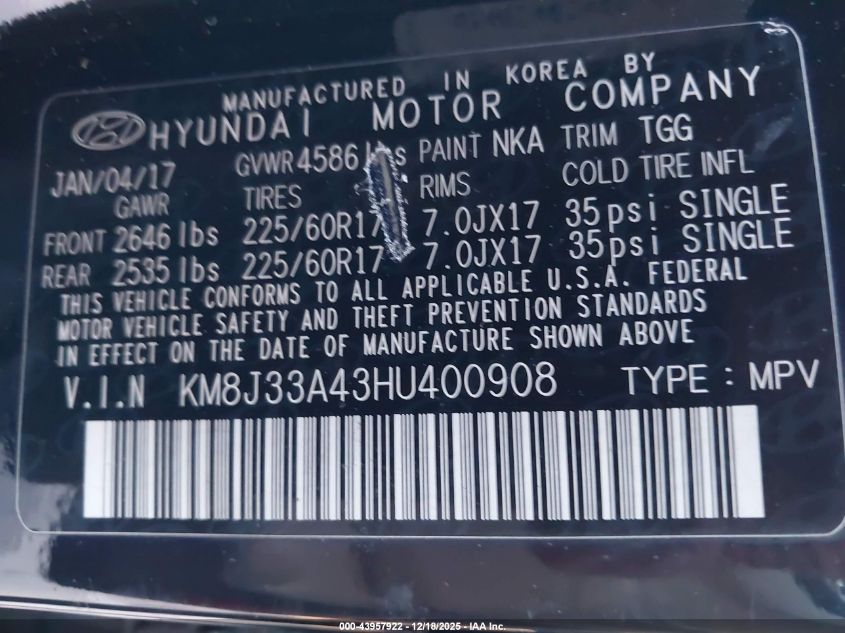 MANUFACTURED IN KOREA BY
HYUNDAI MOTOR COMPANY
JAN/04/17 GVWR 4586 lbs PAINT NKA TRIM TGG
GAWR TIRES RIMS COLD TIRE INFL
FRONT 2646 lbs 225/60R17 7.0JX17 35psi SINGLE
REAR 2535 lbs 225/60R17 7.0JX17 35psi SINGLE
THIS VEHICLE CONFORMS TO ALL APPLICABLE U.S.A. FEDERAL
MOTOR VEHICLE SAFETY AND THEFT PREVENTION STANDARDS
IN EFFECT ON THE DATE OF MANUFACTURE SHOWN ABOVE
V.I.N KM8J33A43HU400908 TYPE : MPV
000-43957922 - 12/18/2025 - IAA Inc.